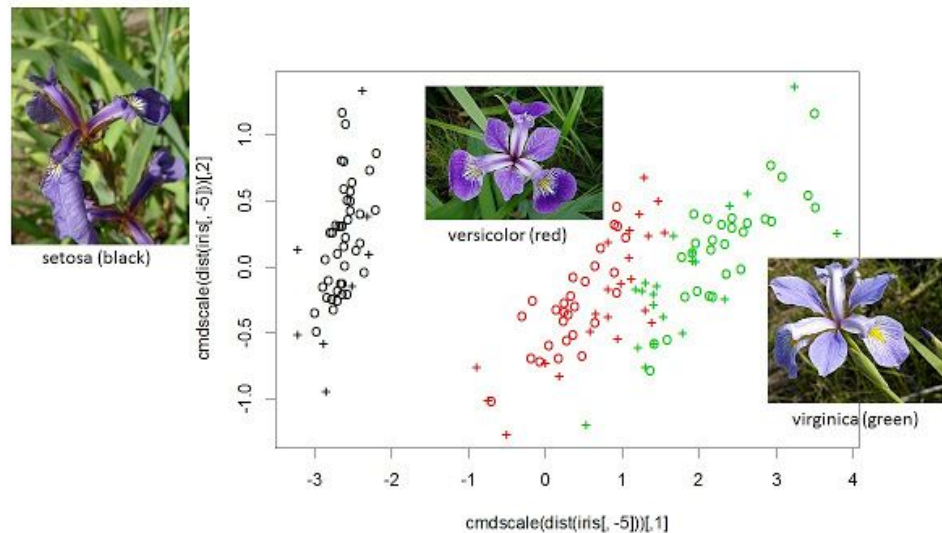 setosa (black)
versicolor (red)
virginica (green)
cmdscale(dist(iris[, -5]))[,2]
1.0
0.5
0.0
-0.5
-1.0
-3
-2
-1
0
1
2
3
4
cmdscale(dist(iris[, -5]))[,1]